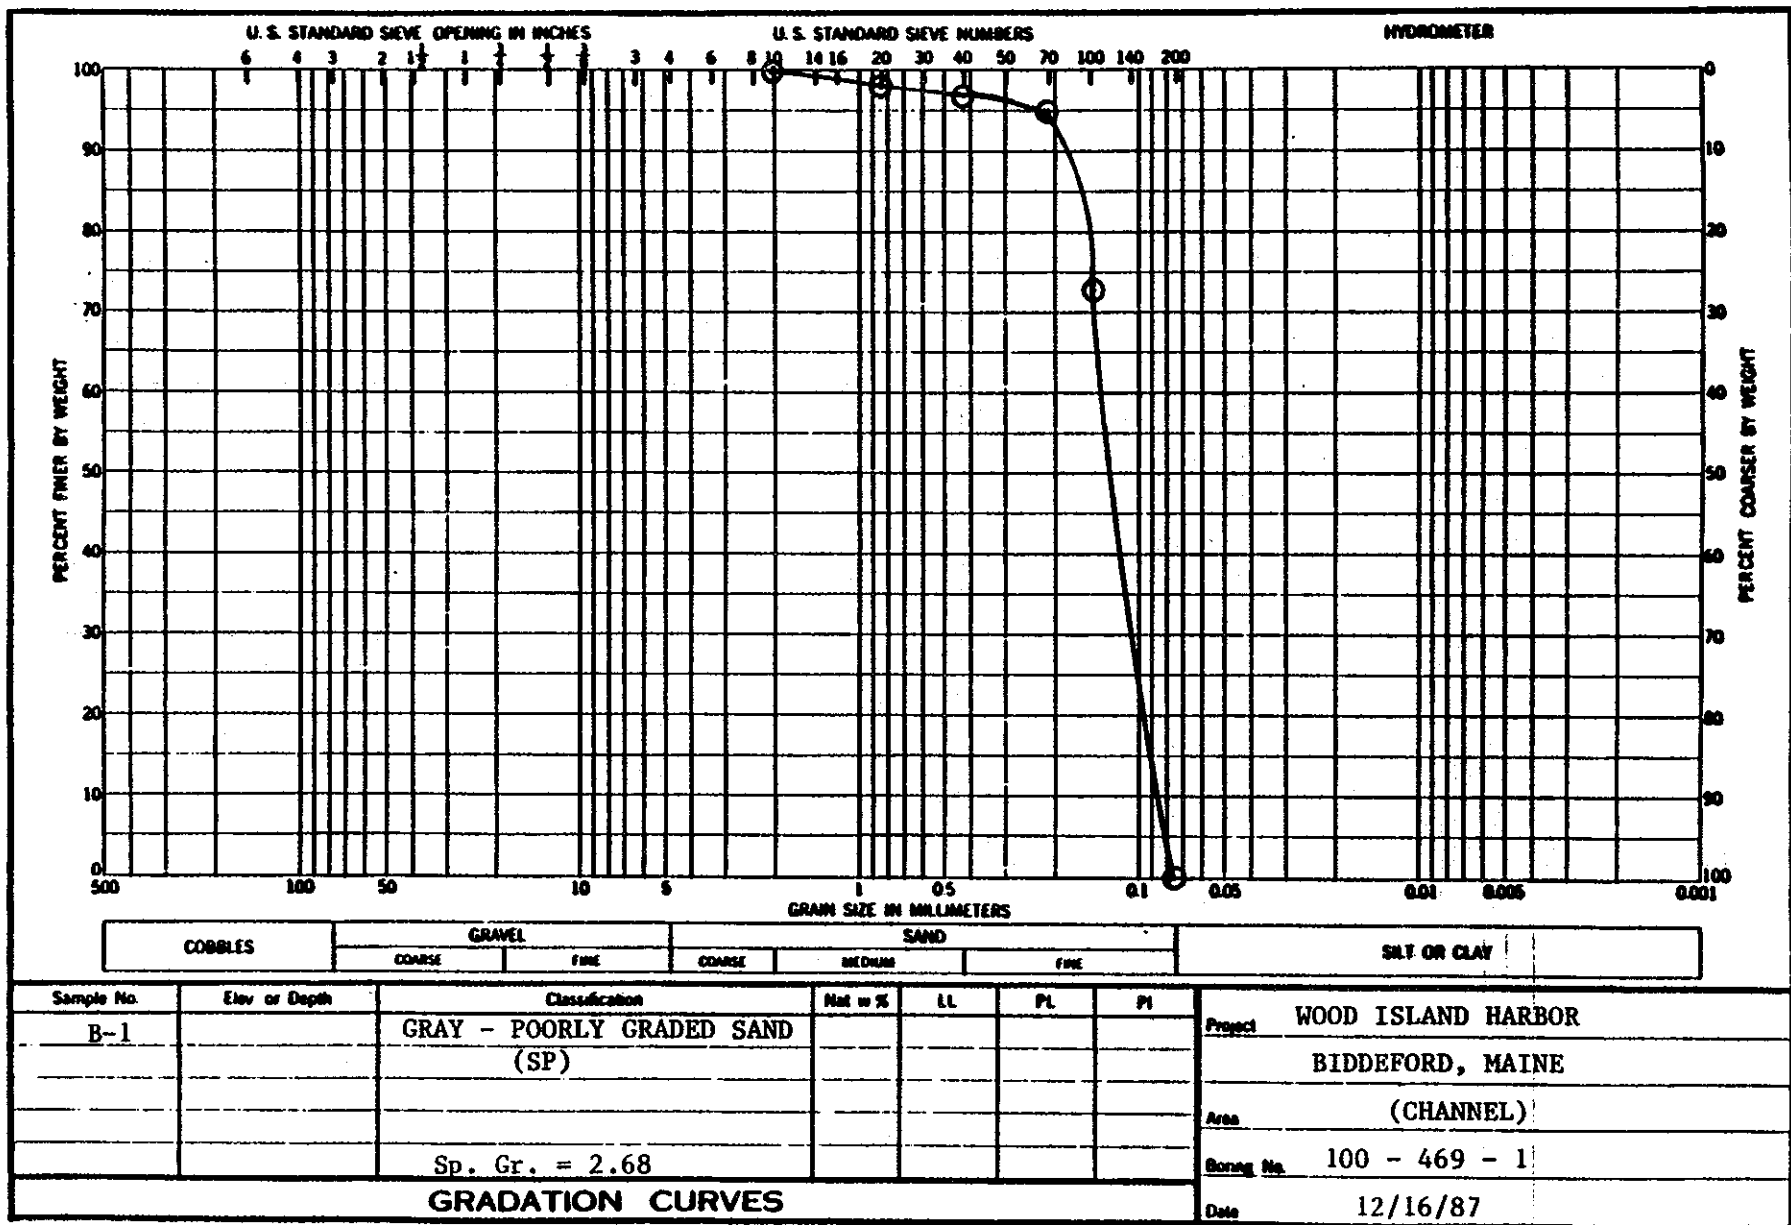 U. S. STANDARD SIEVE OPENING IN INCHES U. S. STANDARD SIEVE NUMBERS HYDROMETER
6 4 3 2 1½ 1 ¾ ½ ⅜ 3 4 6 8 10 14 16 20 30 40 50 70 100 140 200
100 0
90 10
80 20
70 30
60 40
50 50
40 60
30 70
20 80
10 90
0 100
PERCENT FINER BY WEIGHT
PERCENT COARSER BY WEIGHT
500 100 50 10 5 1 0.5 0.1 0.05 0.01 0.005 0.001
GRAIN SIZE IN MILLIMETERS
COBBLES GRAVEL SAND SILT OR CLAY
COARSE FINE COARSE MEDIUM FINE
Sample No. Elev or Depth Classification Nat w % LL PL PI
B-1 GRAY - POORLY GRADED SAND
(SP)
Sp. Gr. = 2.68
GRADATION CURVES
Project WOOD ISLAND HARBOR
BIDDEFORD, MAINE
Area (CHANNEL)
Boring No. 100 - 469 - 1
Date 12/16/87